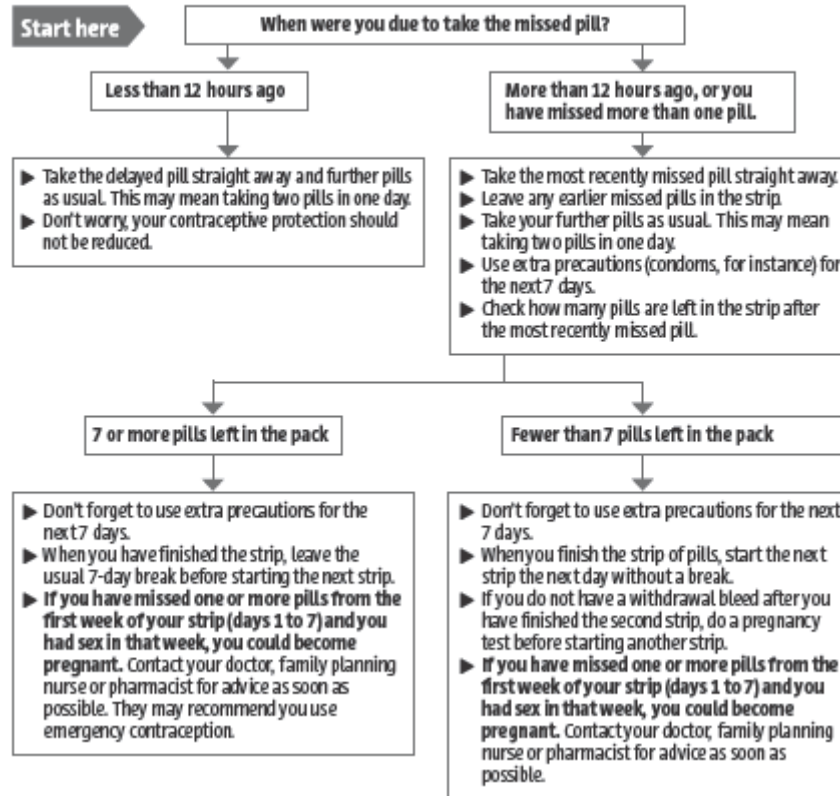 Start here
When were you due to take the missed pill?
Less than 12 hours ago
More than 12 hours ago, or you
have missed more than one pill.
▶ Take the delayed pill straight away and further pills
as usual. This may mean taking two pills in one day.
▶ Don't worry, your contraceptive protection should
not be reduced.
▶ Take the most recently missed pill straight away.
▶ Leave any earlier missed pills in the strip.
▶ Take your further pills as usual. This may mean
taking two pills in one day.
▶ Use extra precautions (condoms, for instance) for
the next 7 days.
▶ Check how many pills are left in the strip after
the most recently missed pill.
7 or more pills left in the pack
Fewer than 7 pills left in the pack
▶ Don't forget to use extra precautions for the
next 7 days.
▶ When you have finished the strip, leave the
usual 7-day break before starting the next strip.
▶ If you have missed one or more pills from the
first week of your strip (days 1 to 7) and you
had sex in that week, you could become
pregnant. Contact your doctor, family planning
nurse or pharmacist for advice as soon as
possible. They may recommend you use
emergency contraception.
▶ Don't forget to use extra precautions for the next
7 days.
▶ When you finish the strip of pills, start the next
strip the next day without a break.
▶ If you do not have a withdrawal bleed after you
have finished the second strip, do a pregnancy
test before starting another strip.
▶ If you have missed one or more pills from the
first week of your strip (days 1 to 7) and you
had sex in that week, you could become
pregnant. Contact your doctor, family planning
nurse or pharmacist for advice as soon as
possible.